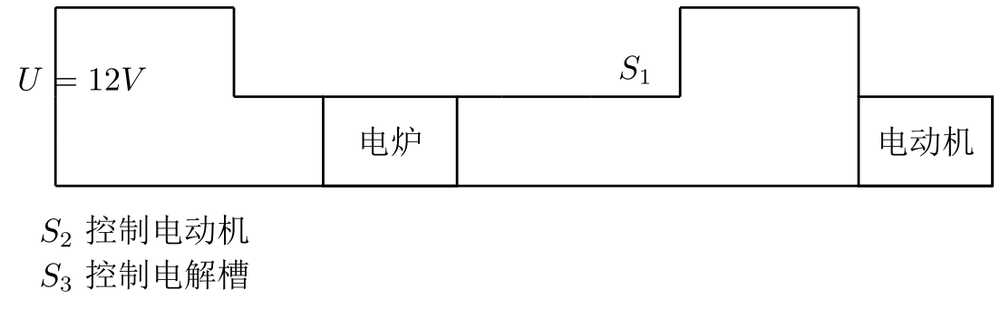 U = 12V
S₁
电炉
电动机
S₂ 控制电动机
S₃ 控制电解槽